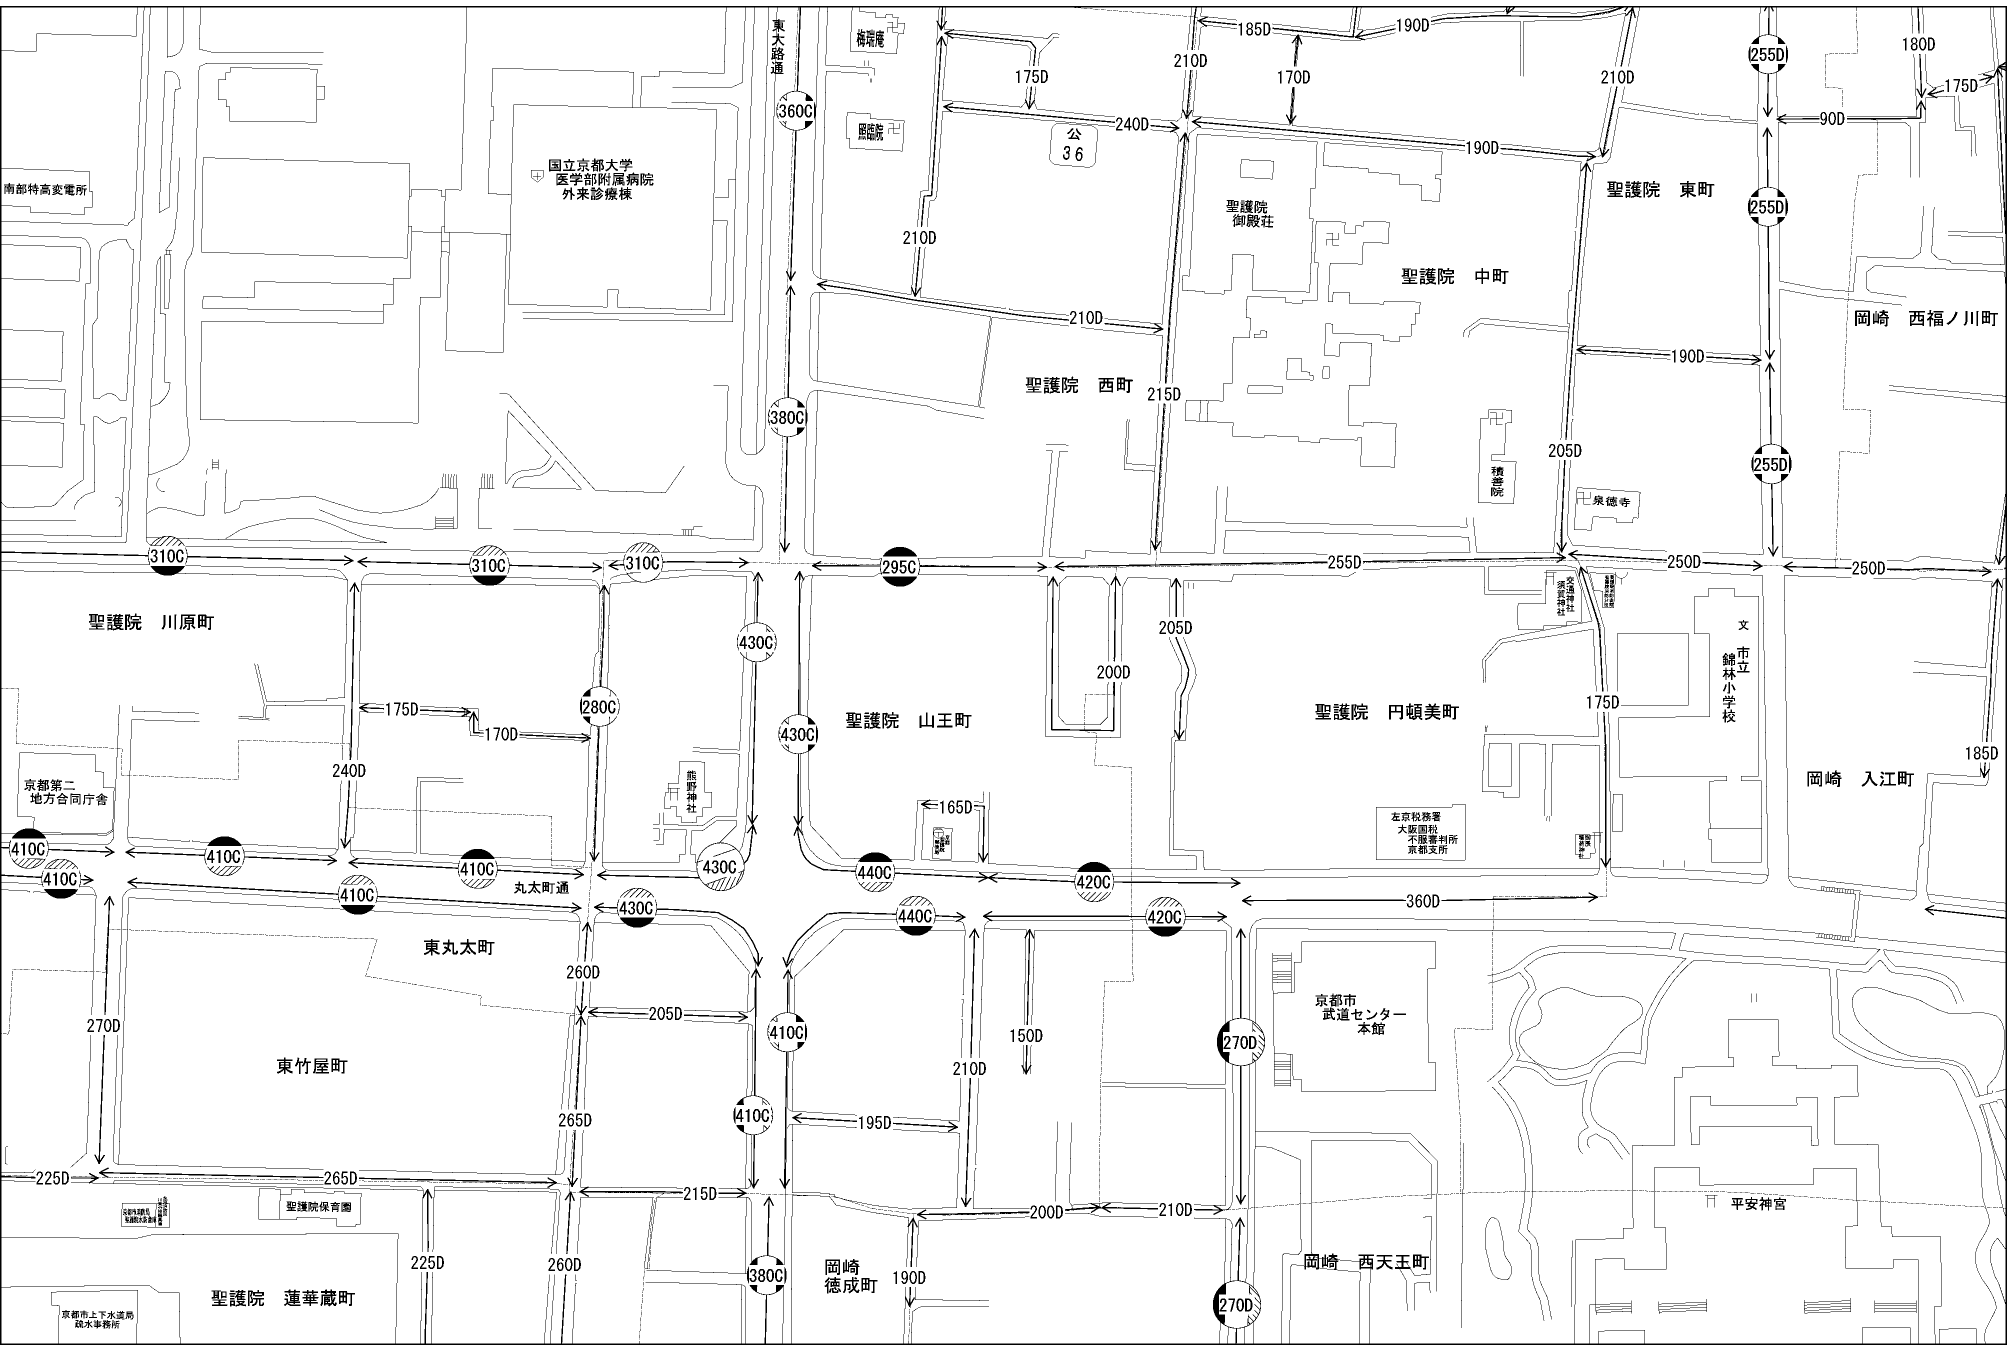 東大路通
梅瑞庵
185D
190D
180D
255D
210D
210D
175D
170D
175D
360C
90D
240D
照臨院
公
36
190D
国立京都大学
医学部附属病院
外来診療棟
南部特高変電所
聖護院 東町
聖護院
御殿荘
255D
210D
聖護院 中町
210D
岡崎 西福ノ川町
190D
聖護院 西町
215D
380C
205D
255D
積善院
泉徳寺
310C
310C
310C
295C
255D
250D
250D
交通神社
須賀神社
聖護院 川原町
430C
205D
文
市立
錦林小学校
200D
175D
280C
175D
170D
430C
聖護院 山王町
聖護院 円頓美町
240D
185D
京都第二
地方合同庁舎
熊野神社
岡崎 入江町
165D
左京税務署
大阪国税
不服審判所
京都支所
410C
410C
410C
430C
440C
420C
410C
丸太町通
410C
430C
440C
420C
360D
東丸太町
260D
京都市
武道センター
本館
205D
270D
410C
150D
270D
210D
東竹屋町
265D
410C
195D
225D
265D
215D
200D
210D
聖護院保育園
平安神宮
225D
260D
380C
岡崎
徳成町
190D
岡崎 西天王町
聖護院 蓮華蔵町
270D
京都市上下水道局
疏水事務所